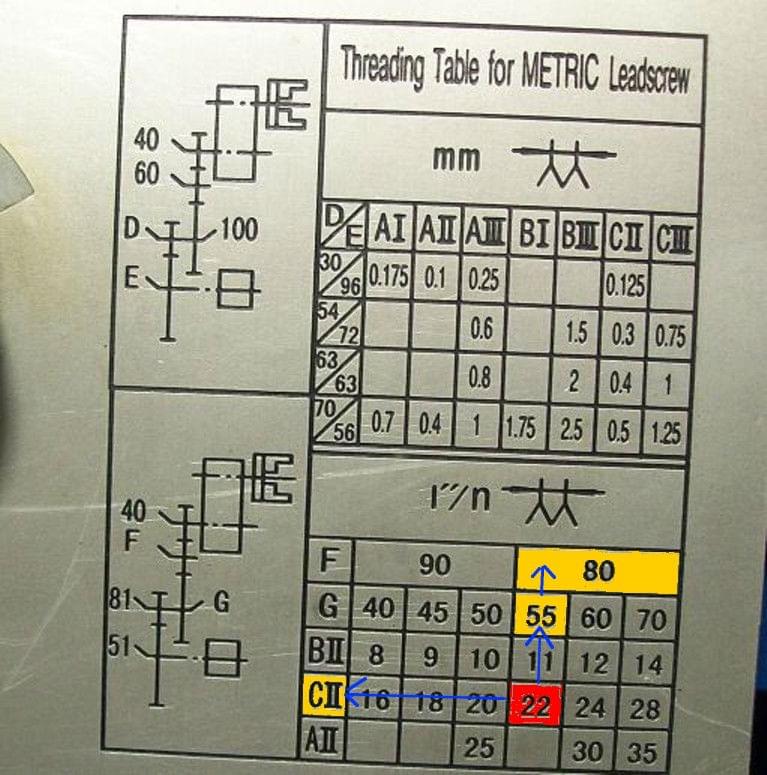 Threading Table for METRIC Leadscrew
mm
40
60
D
100
E
D/E AⅠ AⅡ AⅢ BⅠ BⅢ CⅡ CⅢ
30/96 0.175 0.1 0.25 0.125
54/72 0.6 1.5 0.3 0.75
63/63 0.8 2 0.4 1
70/56 0.7 0.4 1 1.75 2.5 0.5 1.25
1"/n
40
F
81
G
51
F 90 80
G 40 45 50 55 60 70
BⅡ 8 9 10 11 12 14
CⅡ 16 18 20 22 24 28
AⅡ 25 30 35